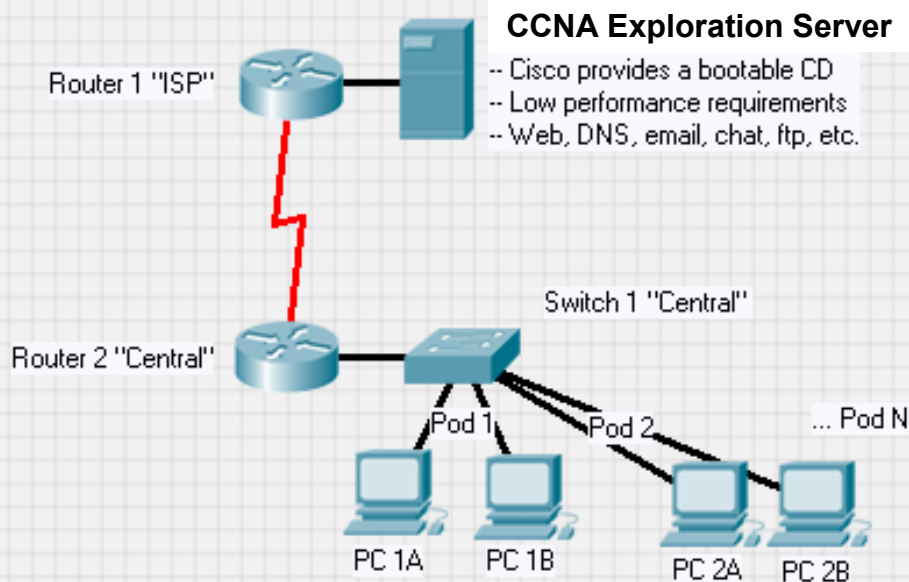 CCNA Exploration Server
Router 1 "ISP"
-- Cisco provides a bootable CD
-- Low performance requirements
-- Web, DNS, email, chat, ftp, etc.
Switch 1 "Central"
Router 2 "Central"
Pod 1
Pod 2
... Pod N
PC 1A
PC 1B
PC 2A
PC 2B